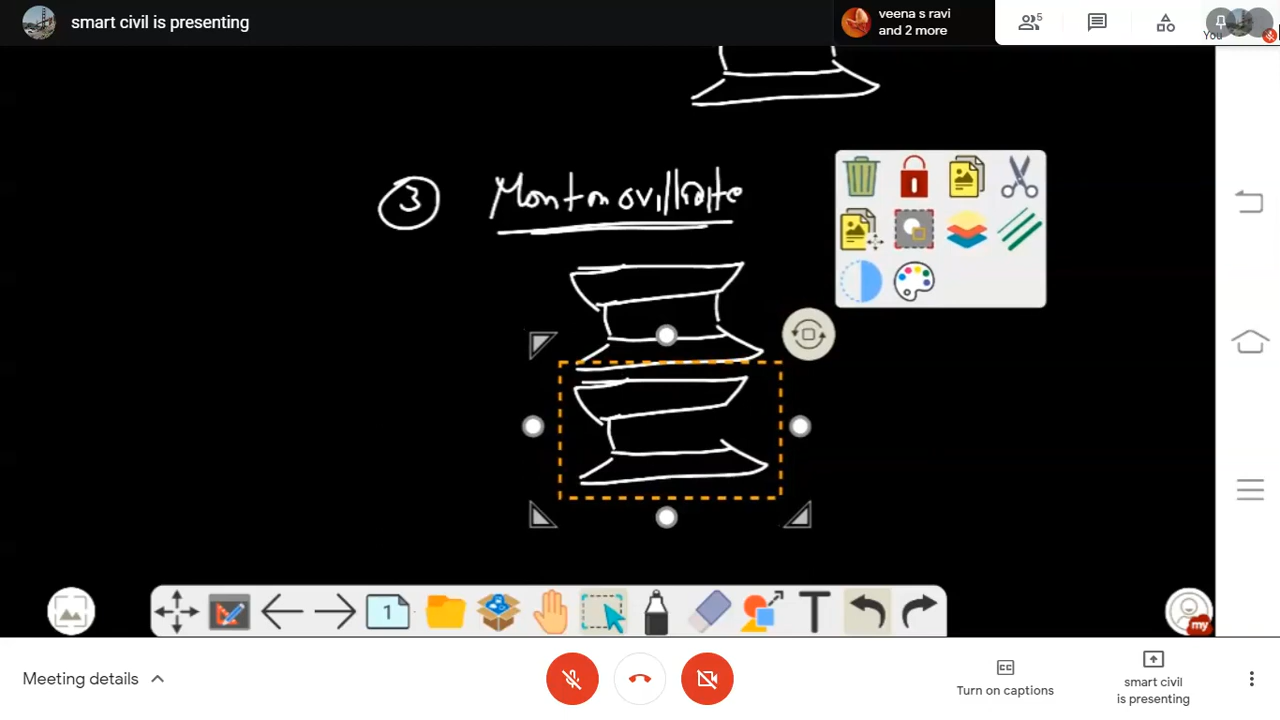 smart civil is presenting
veena s ravi
and 2 more
5
You
3 Montmorillonite
1
my
Meeting details
Turn on captions
smart civil
is presenting